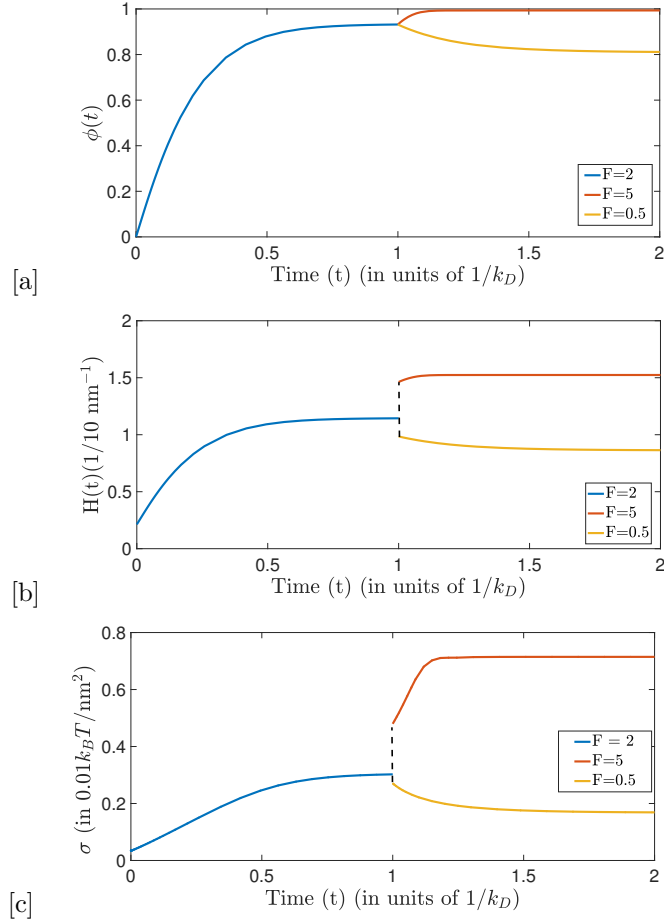 1
0.8
0.6
0.4
0.2
0
ϕ(t)
0 0.5 1 1.5 2
Time (t) (in units of 1/k_D)
F=2
F=5
F=0.5
[a]
2
1.5
1
0.5
0
H(t)(1/10 nm⁻¹)
0 0.5 1 1.5 2
Time (t) (in units of 1/k_D)
F=2
F=5
F=0.5
[b]
0.8
0.6
0.4
0.2
0
σ (in 0.01k_BT/nm²)
0 0.5 1 1.5 2
Time (t) (in units of 1/k_D)
F = 2
F=5
F=0.5
[c]